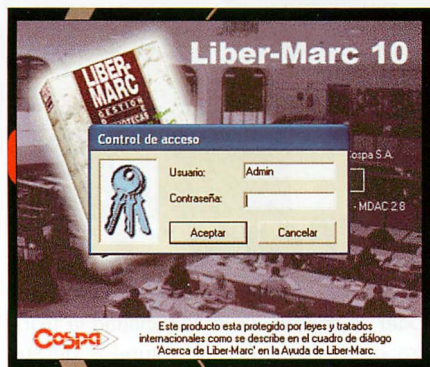 Liber-Marc 10
LIBER-
MARC
GESTION
Control de acceso
Usuario:
Admin
Contraseña:
Aceptar
Cancelar
ospa S.A.
- MDAC 2.8
Cospa
Este producto esta protegido por leyes y tratados
internacionales como se describe en el cuadro de diálogo
'Acerca de Liber-Marc' en la Ayuda de Liber-Marc.